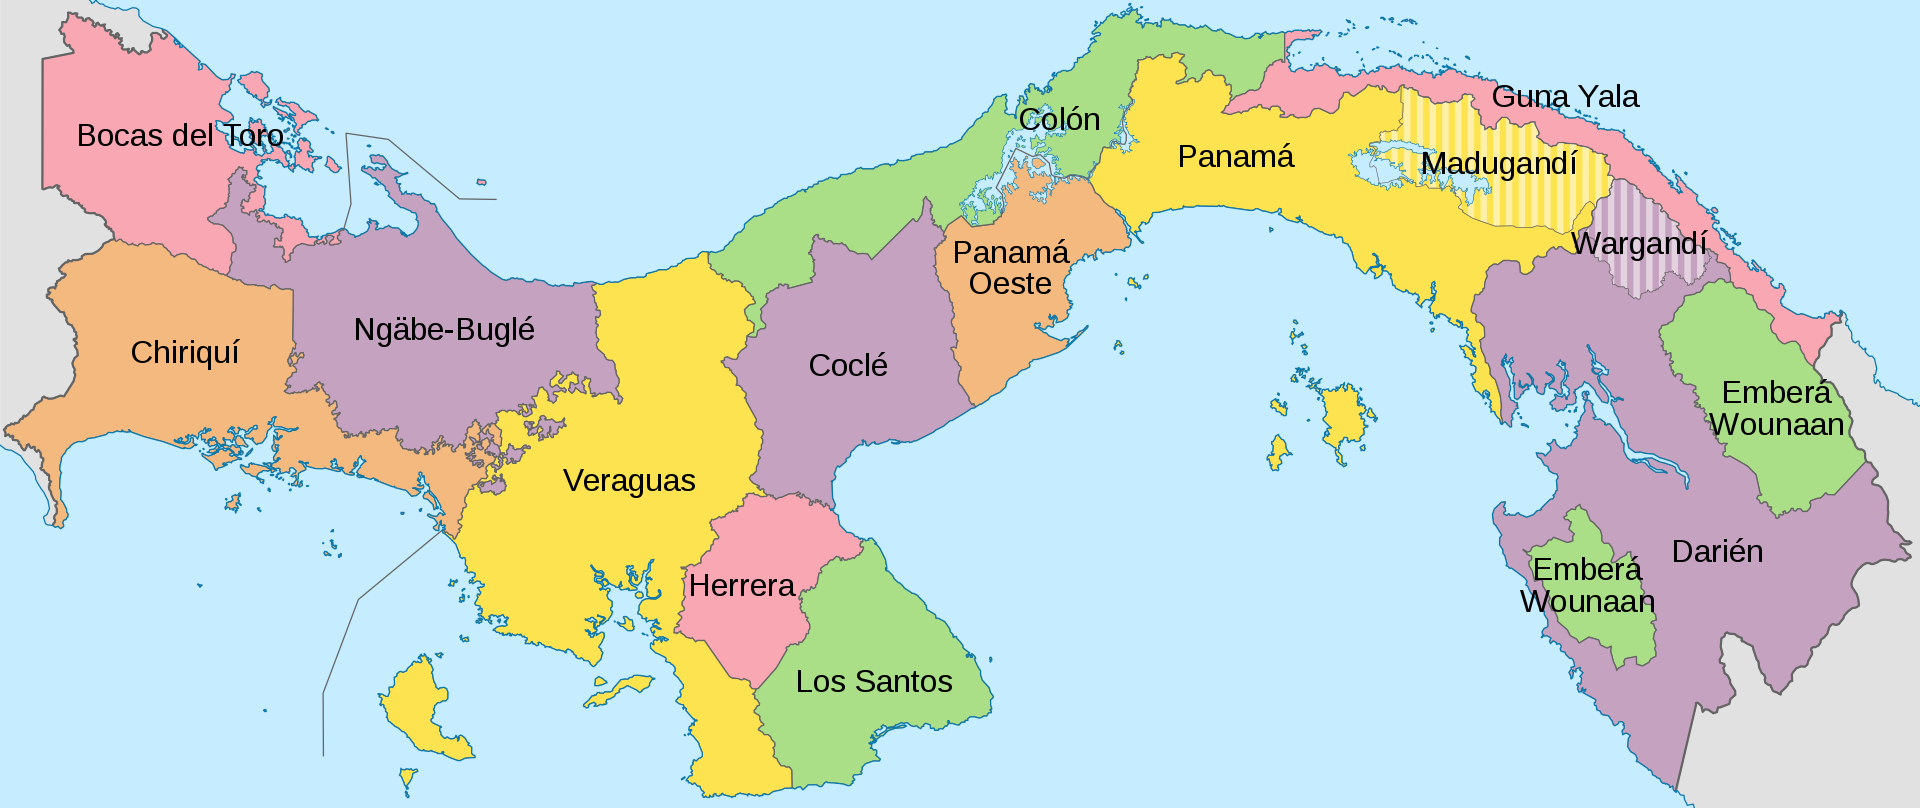 Bocas del Toro
Colón
Guna Yala
Panamá
Madugandí
Wargandí
Panamá
Oeste
Chiriquí
Ngäbe-Buglé
Coclé
Emberá
Wounaan
Veraguas
Herrera
Darién
Emberá
Wounaan
Los Santos